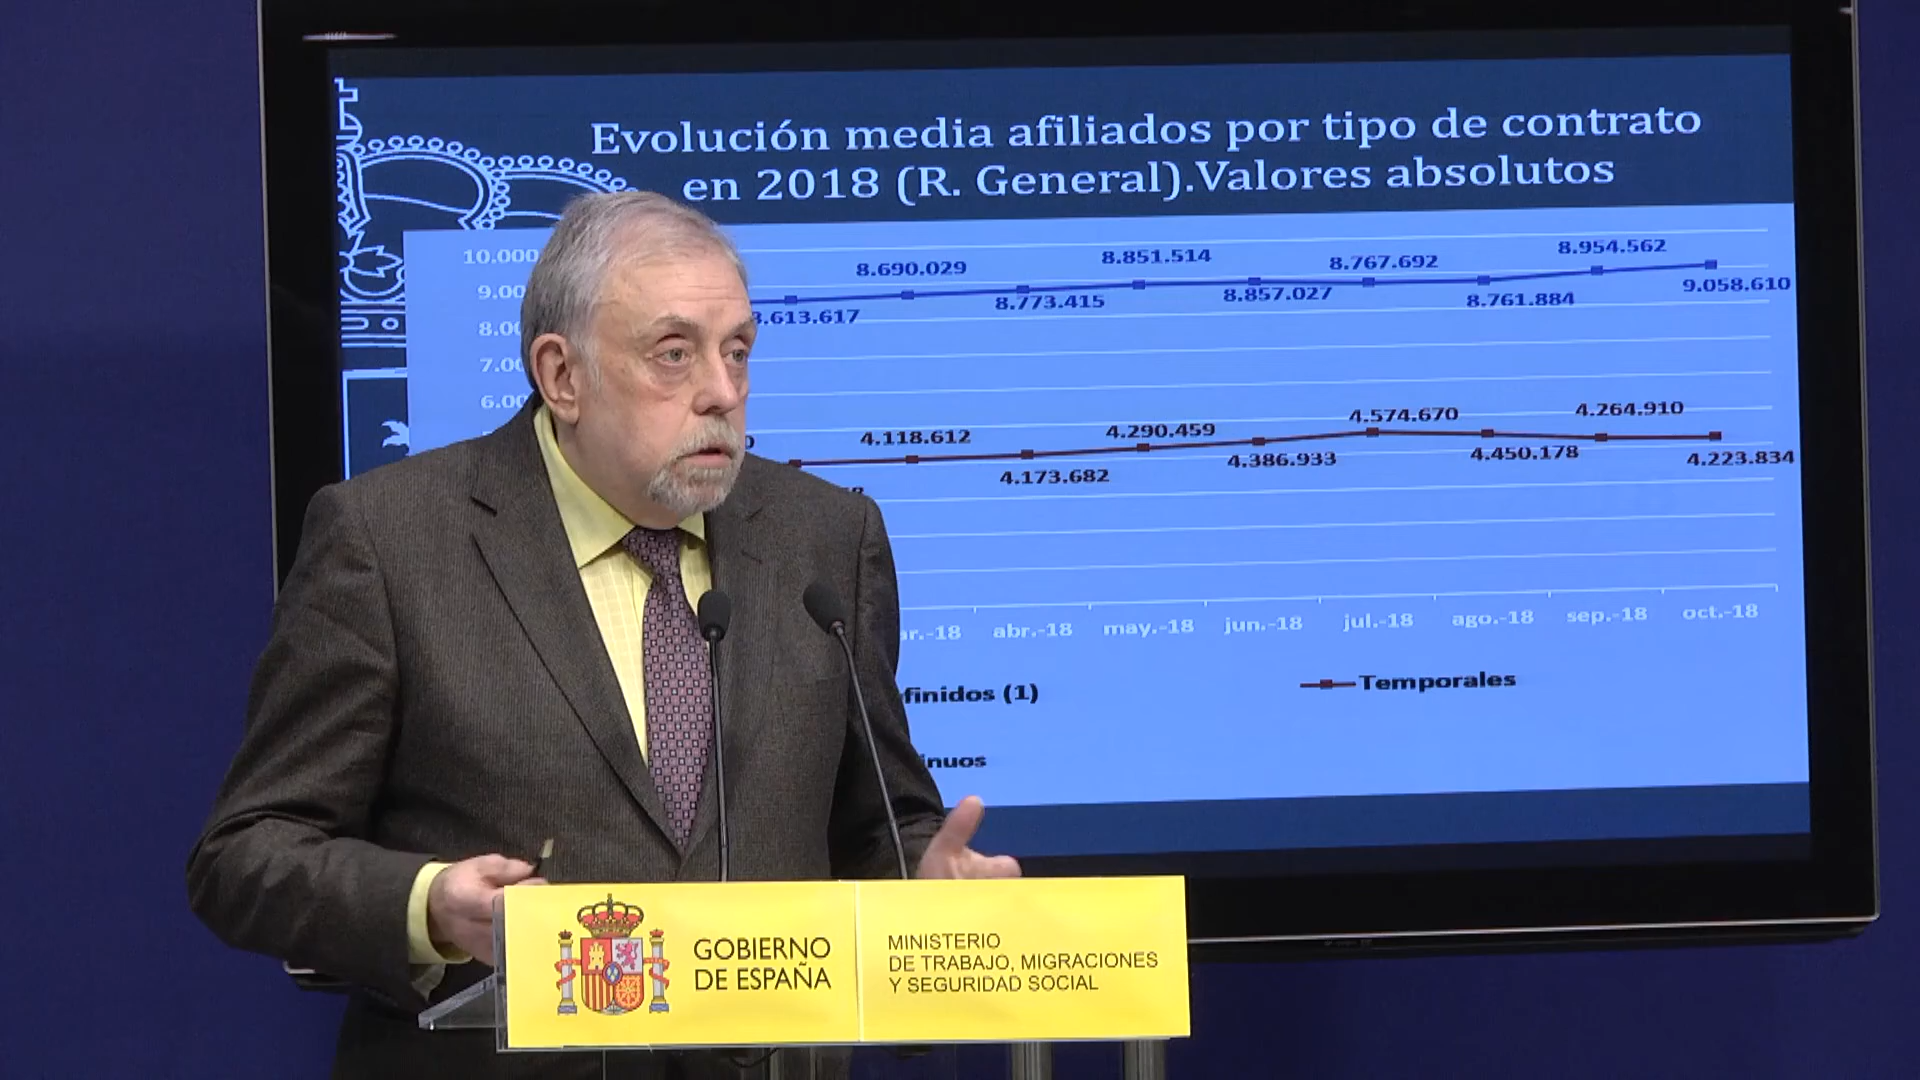 Evolución media afiliados por tipo de contrato
en 2018 (R. General).Valores absolutos
10.000
8.690.029
8.851.514
8.767.692
8.954.562
8.613.617
8.773.415
8.857.027
8.761.884
9.058.610
4.118.612
4.290.459
4.574.670
4.264.910
4.173.682
4.386.933
4.450.178
4.223.834
abr.-18 may.-18 jun.-18 jul.-18 ago.-18 sep.-18 oct.-18
finidos (1) Temporales
inuos
GOBIERNO
DE ESPAÑA
MINISTERIO
DE TRABAJO, MIGRACIONES
Y SEGURIDAD SOCIAL